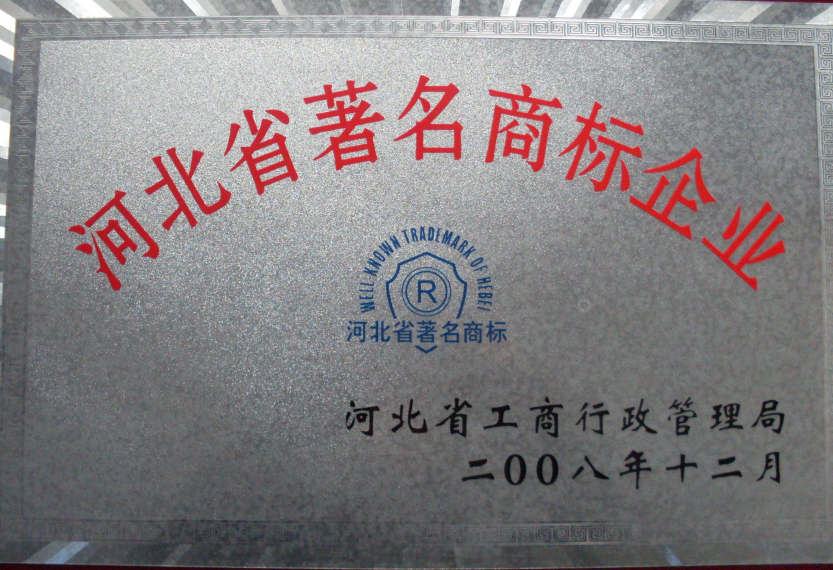 河北省著名商标企业
WELL-KNOWN TRADEMARK OF HEBEI
R
河北省著名商标
河北省工商行政管理局
二00八年十二月